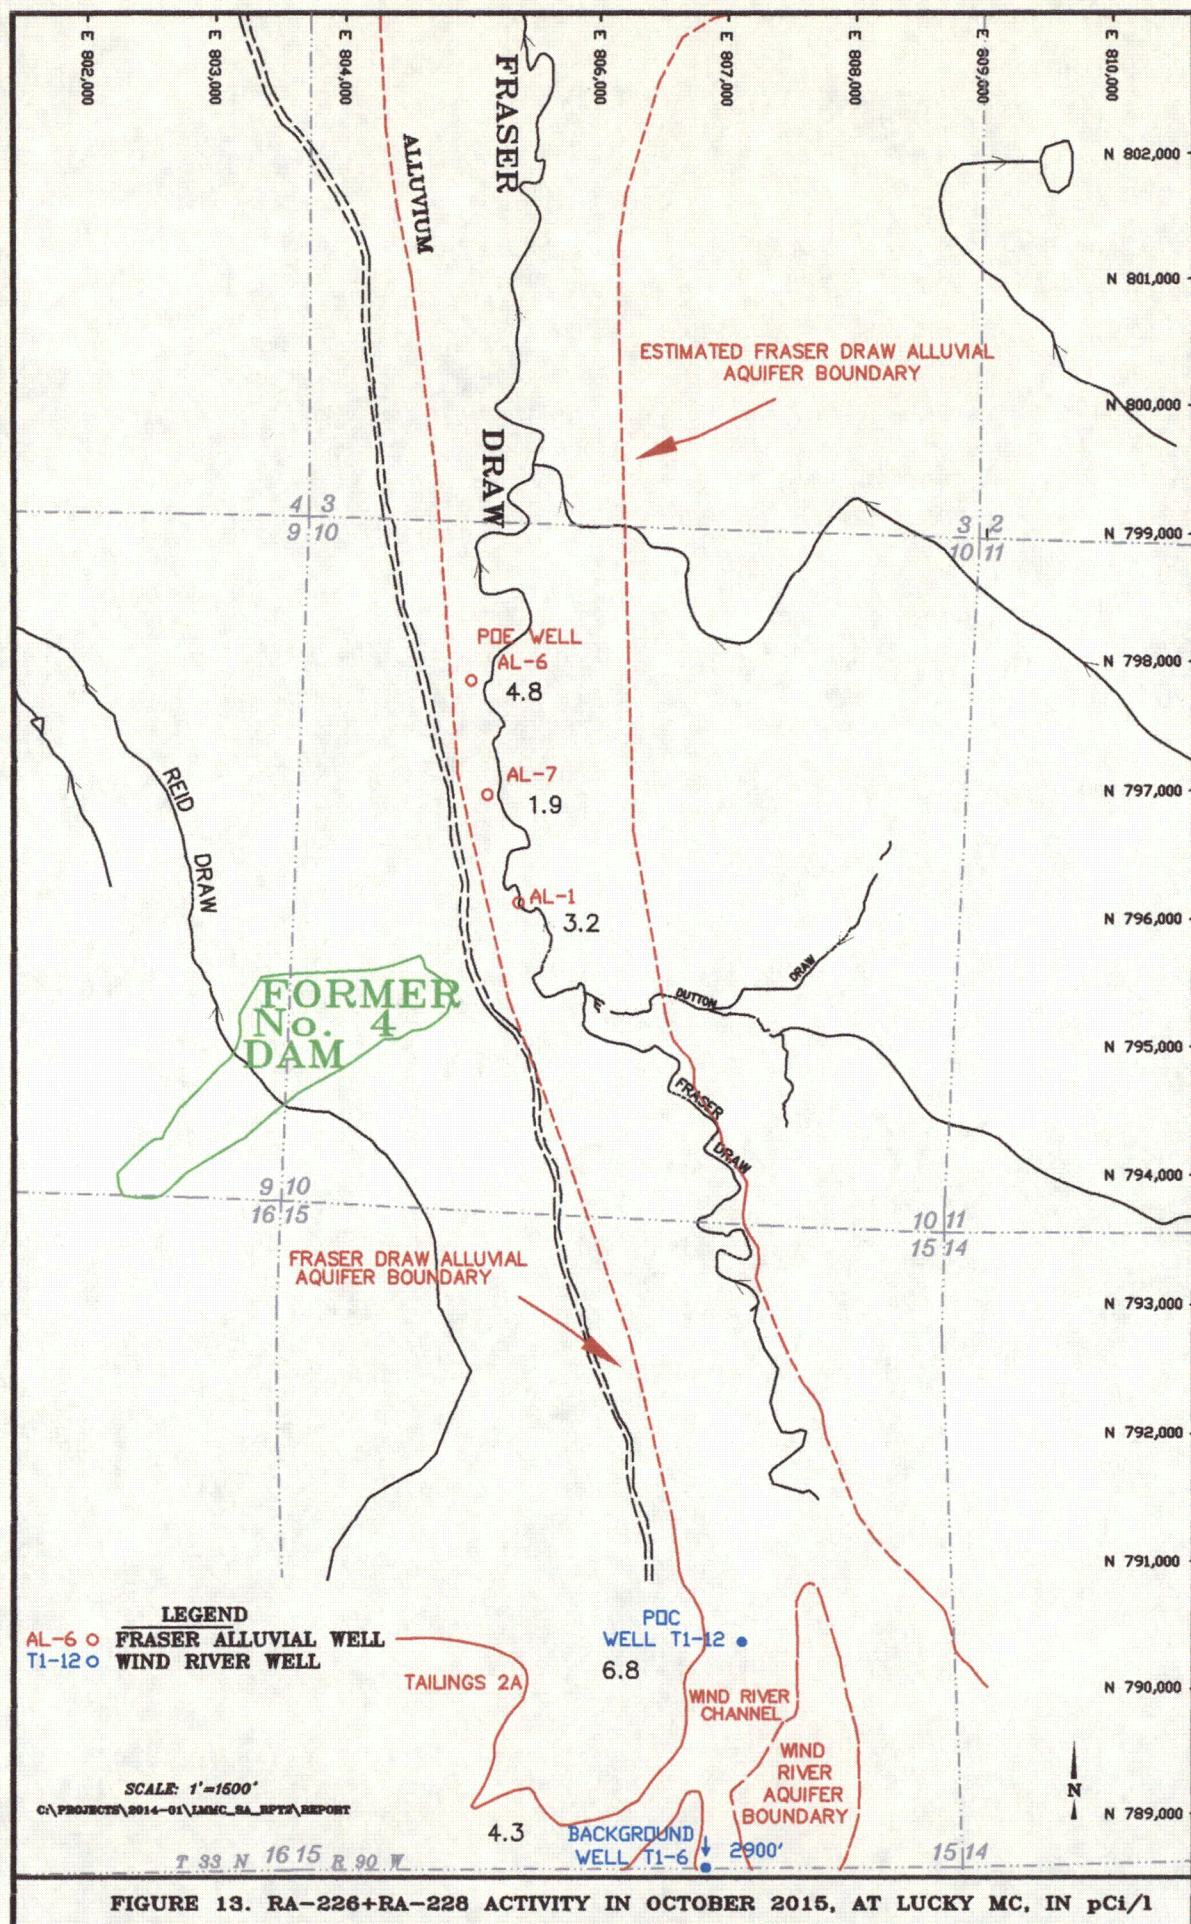 E 802,000
E 803,000
E 804,000
E 806,000
E 807,000
E 808,000
E 809,000
E 810,000
N 802,000
N 801,000
N 800,000
N 799,000
N 798,000
N 797,000
N 796,000
N 795,000
N 794,000
N 793,000
N 792,000
N 791,000
N 790,000
N 789,000
FRASER
DRAW
ALLUVIUM
ESTIMATED FRASER DRAW ALLUVIAL
AQUIFER BOUNDARY
4 3
9 10
3 2
10 11
POE WELL
AL-6
4.8
AL-7
1.9
AL-1
3.2
REID
DRAW
FORMER
No. 4
DAM
DUTTON
DRAW
FRASER
DRAW
9 10
16 15
10 11
15 14
FRASER DRAW ALLUVIAL
AQUIFER BOUNDARY
LEGEND
AL-6 FRASER ALLUVIAL WELL
T1-12 WIND RIVER WELL
TAILINGS 2A
POC
WELL T1-12
6.8
WIND RIVER
CHANNEL
WIND
RIVER
AQUIFER
BOUNDARY
SCALE: 1"=1600'
C:\PROJECTS\2014-01\LMMC_SA_RPTS\REPORT
4.3
BACKGROUND
WELL T1-6
2900'
N
T 33 N 16 15 R 90 W
15 14
FIGURE 13. RA-226+RA-228 ACTIVITY IN OCTOBER 2015, AT LUCKY MC, IN pCi/l